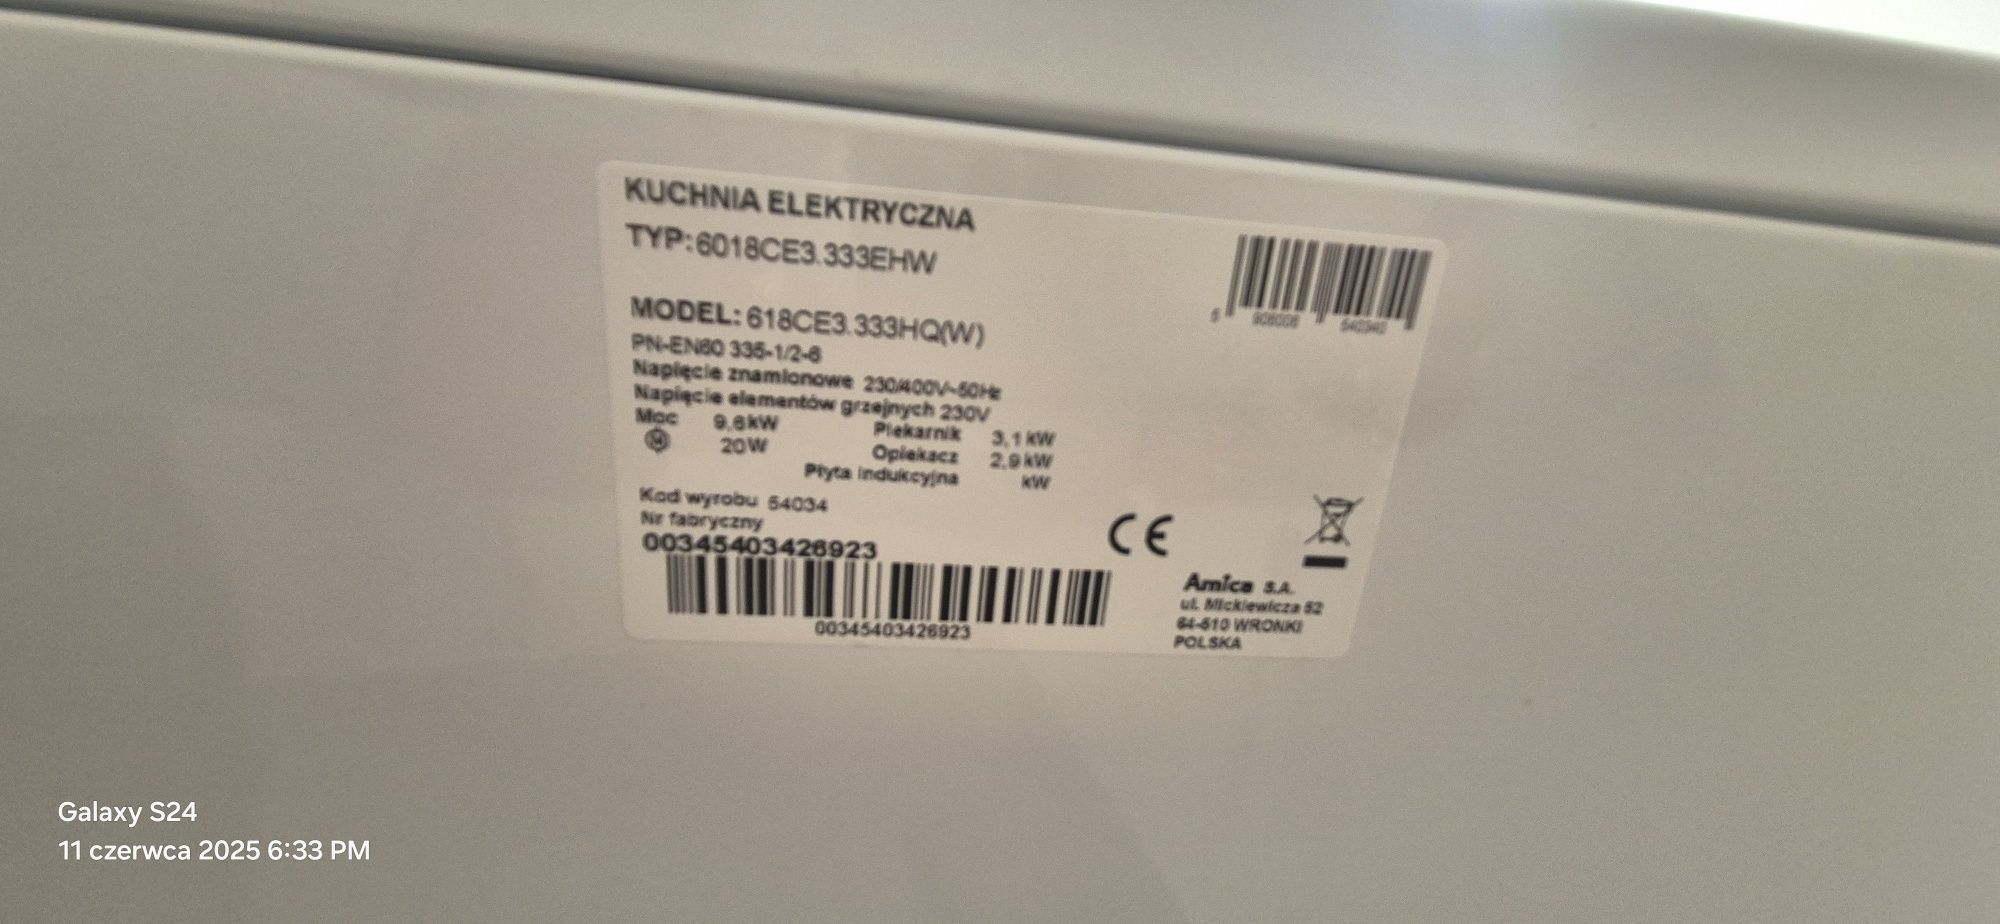 KUCHNIA ELEKTRYCZNA
TYP: 6018CE3.333EHW
MODEL: 618CE3.333HQ(W)
PN-EN60 335-1/2-6
Napięcie znamionowe 230/400V~50Hz
Napięcie elementów grzejnych 230V
Moc 9,6kW Piekarnik 3,1 kW
M 20W Opiekacz 2,9 kW
Płyta indukcyjna kW
Kod wyrobu 54034
Nr fabryczny
00345403426923
00345403426923
5 906006 540340
CE
Amica S.A.
ul. Mickiewicza 52
64-510 WRONKI
POLSKA
Galaxy S24
11 czerwca 2025 6:33 PM